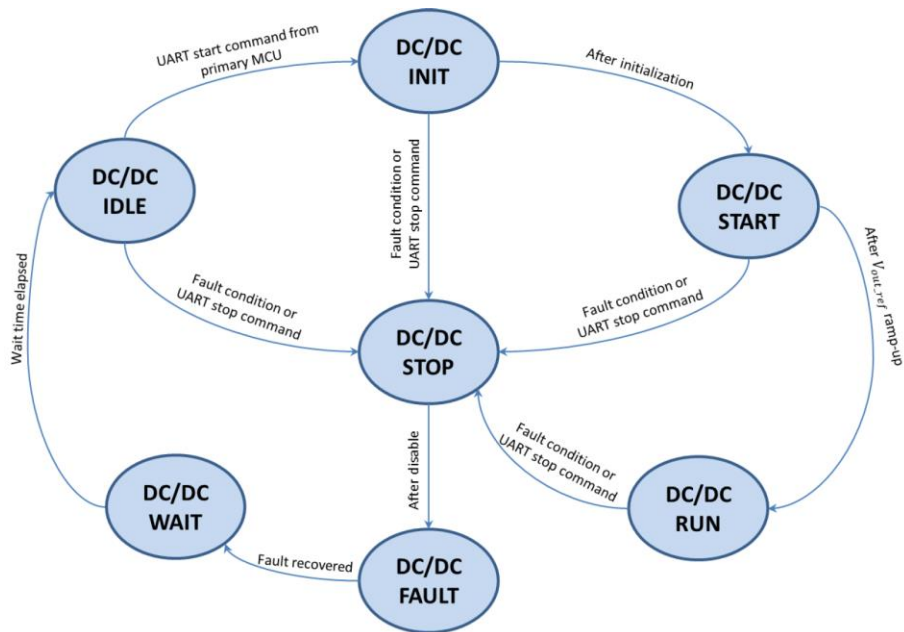 UART start command from
primary MCU
DC/DC
INIT
After initialization
DC/DC
IDLE
Fault condition or
UART stop command
DC/DC
START
Wait time elapsed
Fault condition or
UART stop command
Fault condition or
UART stop command
After V_out_ref ramp-up
DC/DC
STOP
After disable
Fault condition or
UART stop command
DC/DC
WAIT
DC/DC
RUN
Fault recovered
DC/DC
FAULT